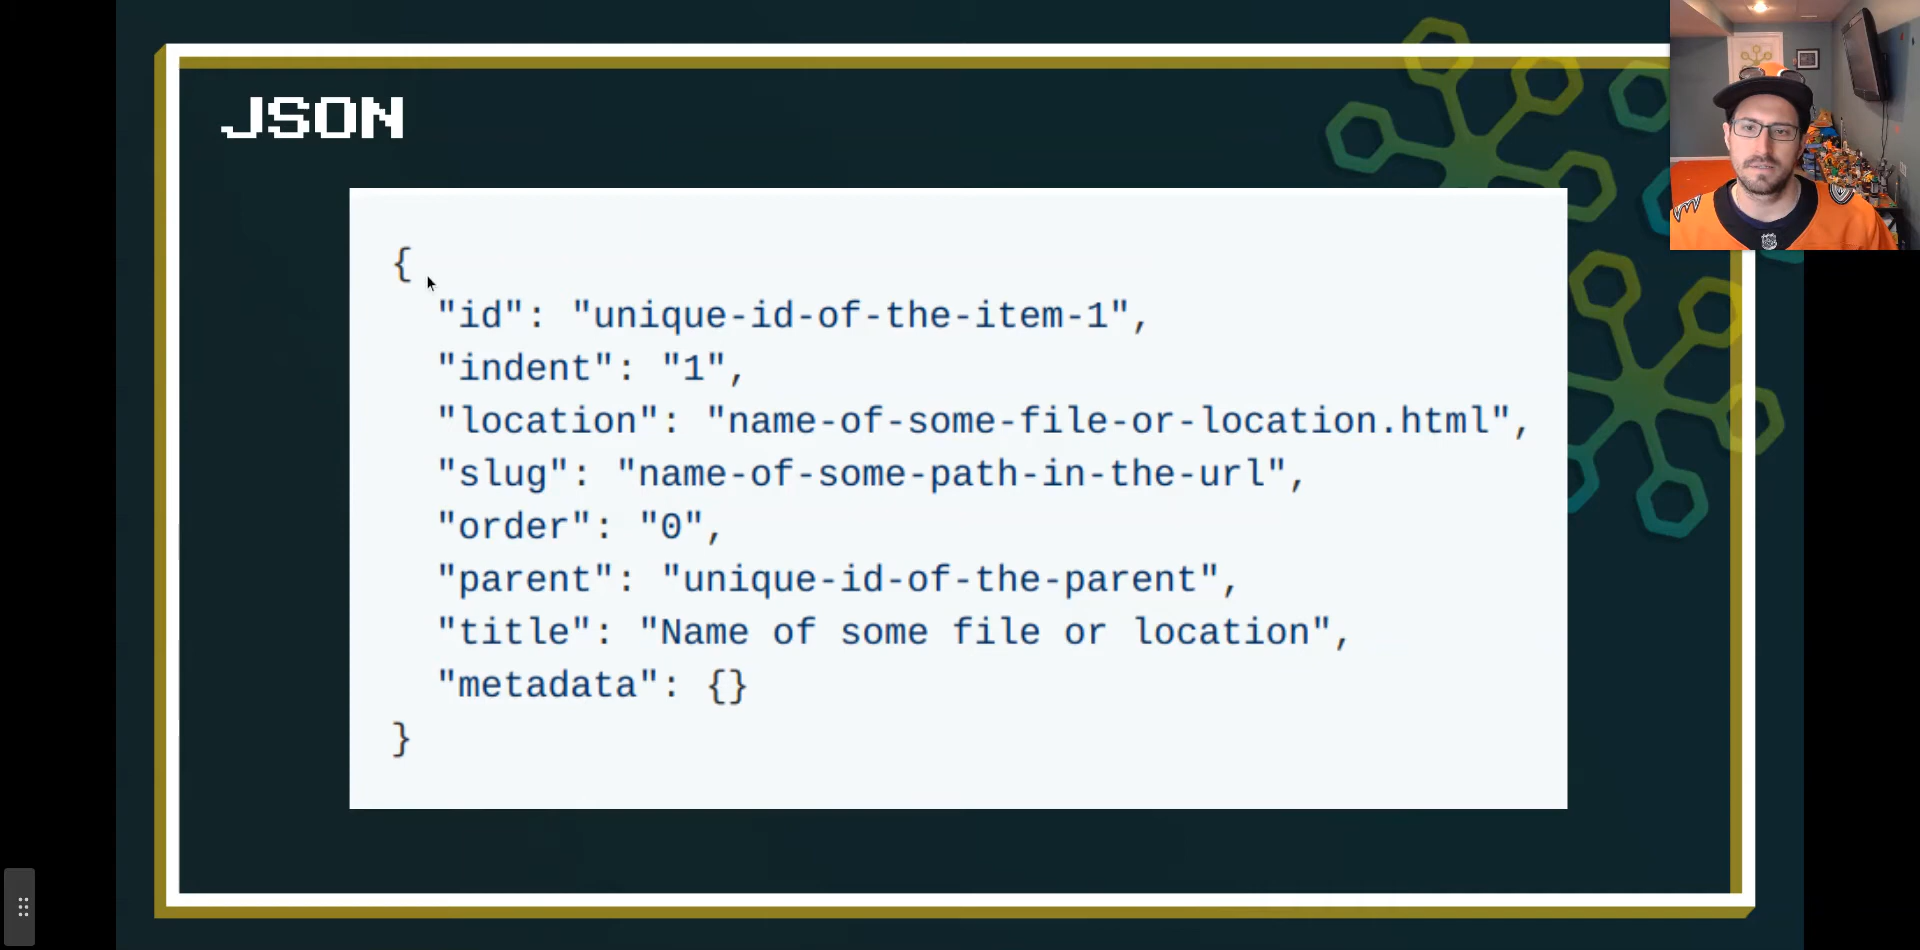 JSON
{
"id": "unique-id-of-the-item-1",
"indent": "1",
"location": "name-of-some-file-or-location.html",
"slug": "name-of-some-path-in-the-url",
"order": "0",
"parent": "unique-id-of-the-parent",
"title": "Name of some file or location",
"metadata": {}
}